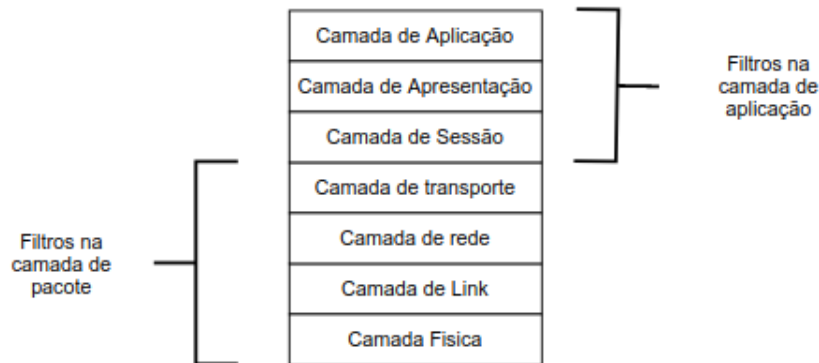 Camada de Aplicação
Camada de Apresentação
Camada de Sessão
Camada de transporte
Camada de rede
Camada de Link
Camada Fisica
Filtros na
camada de
aplicação
Filtros na
camada de
pacote